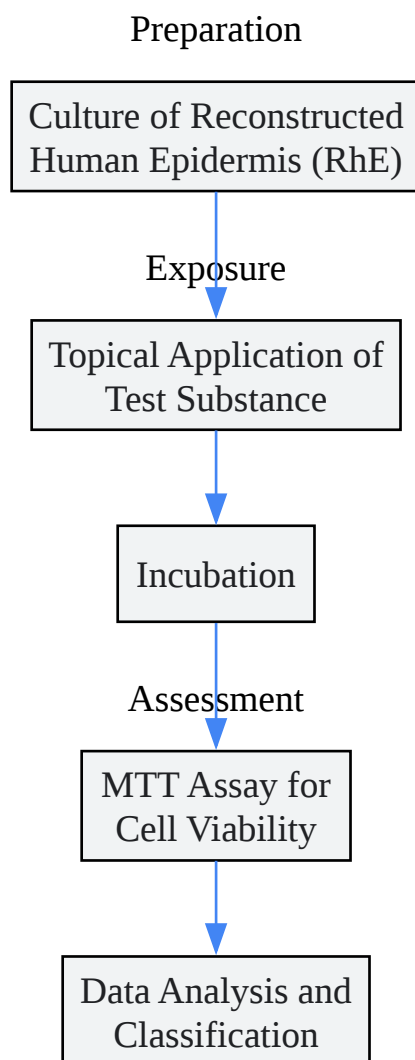 Preparation
Culture of Reconstructed
Human Epidermis (RhE)
Exposure
Topical Application of
Test Substance
Incubation
Assessment
MTT Assay for
Cell Viability
Data Analysis and
Classification